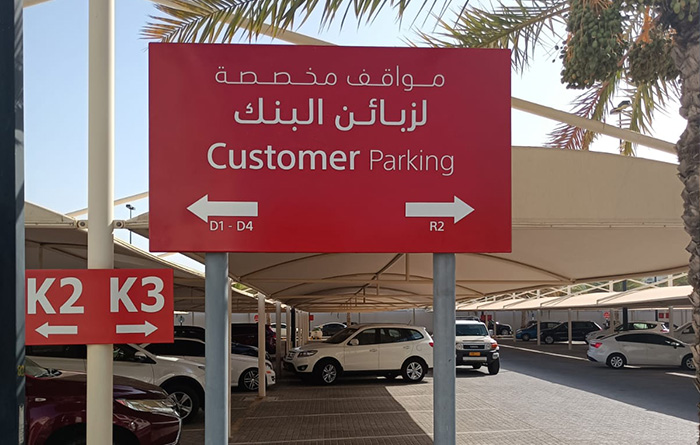 مواقف مخصصة
لزبائن البنك
Customer Parking
D1 - D4
R2
K2 K3